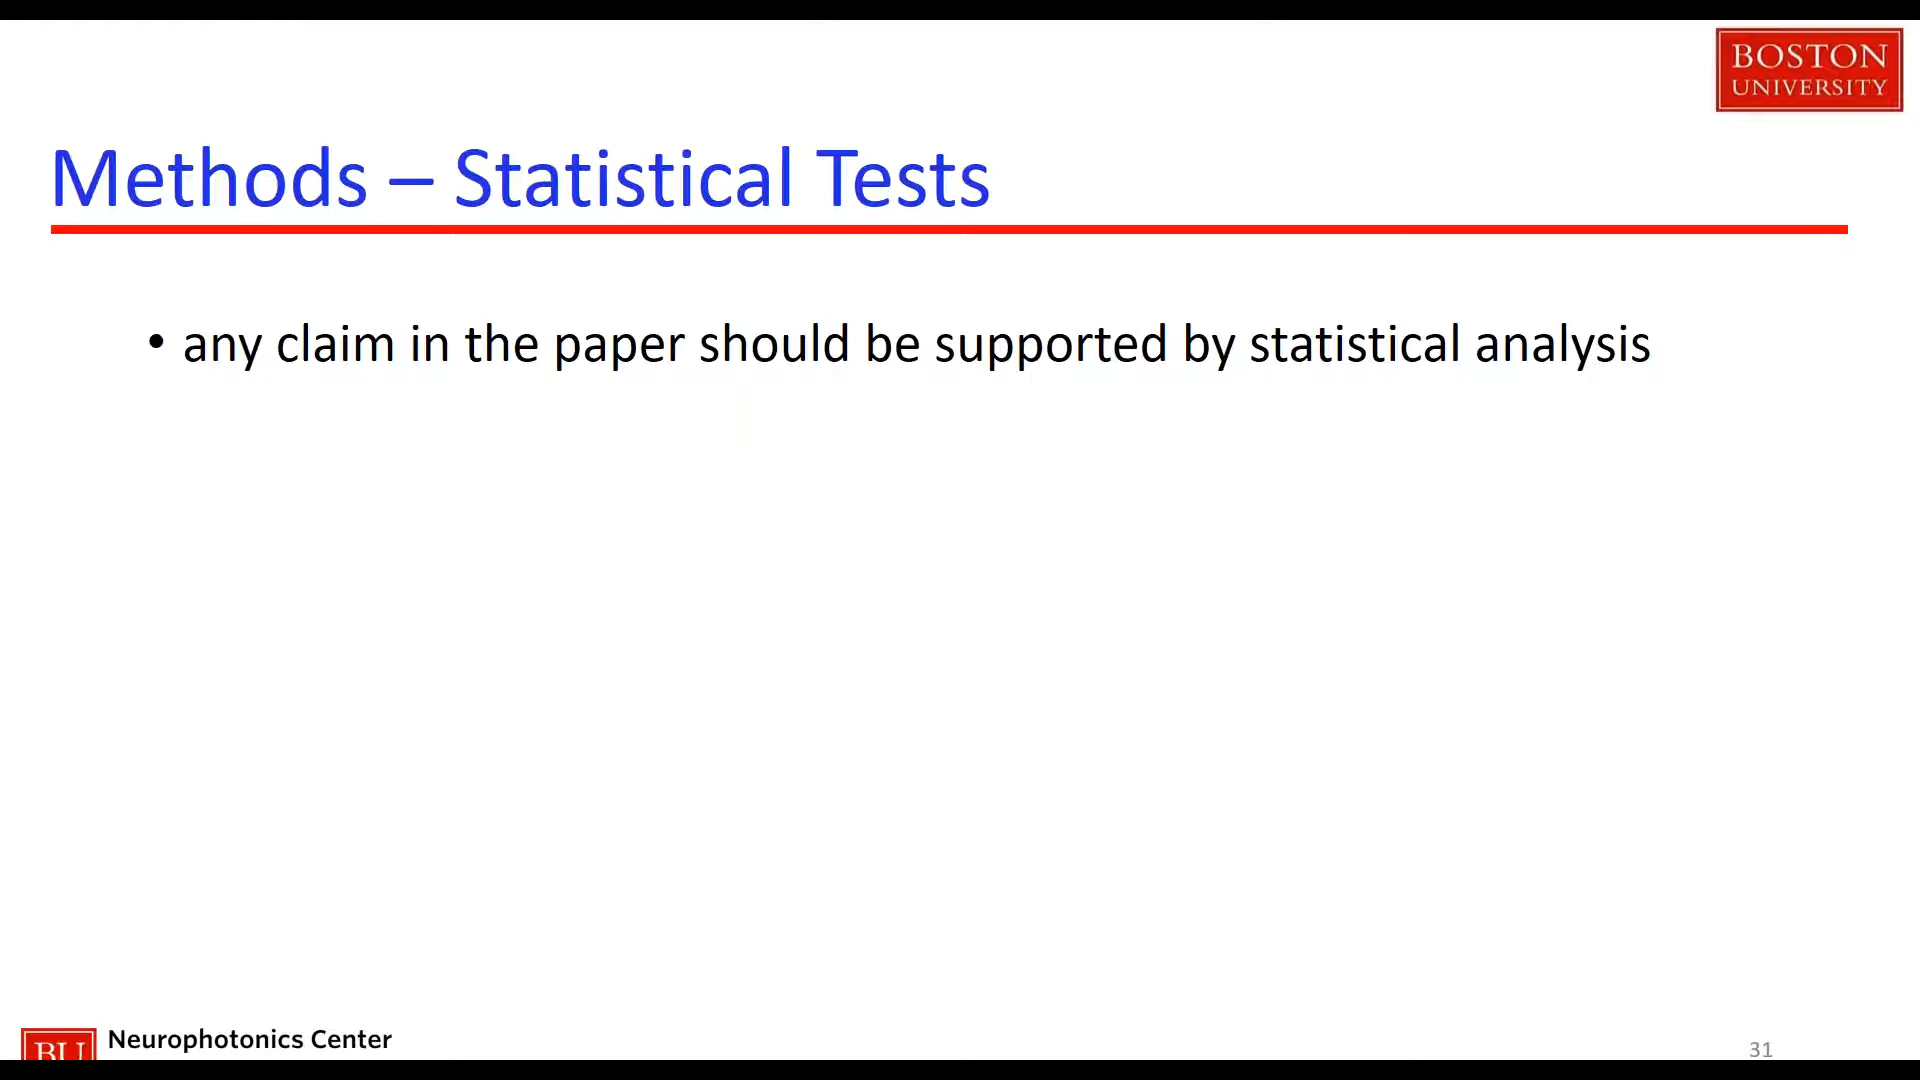 BOSTON
UNIVERSITY
Methods – Statistical Tests
• any claim in the paper should be supported by statistical analysis
BU
Neurophotonics Center
31